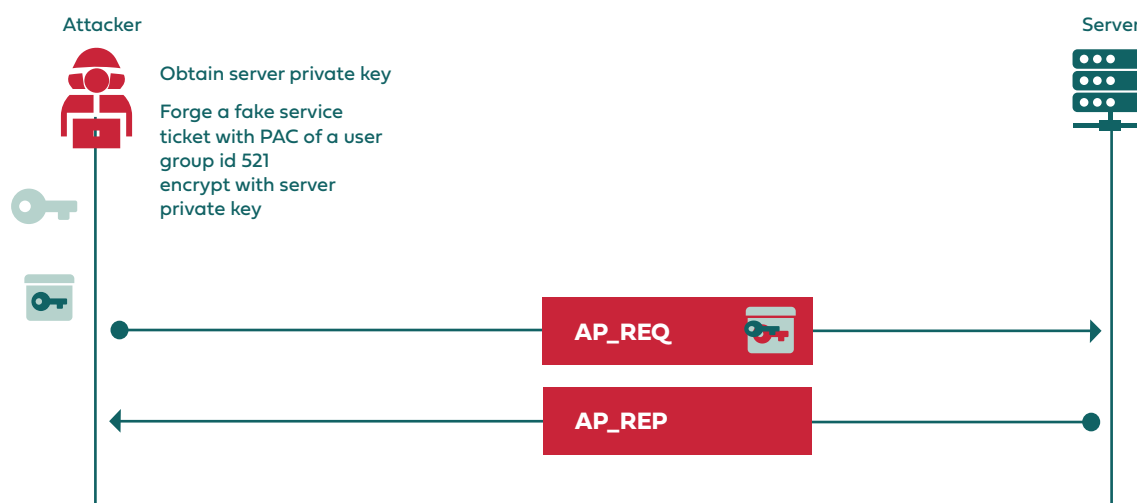 Attacker
Server
Obtain server private key
Forge a fake service
ticket with PAC of a user
group id 521
encrypt with server
private key
AP_REQ
AP_REP